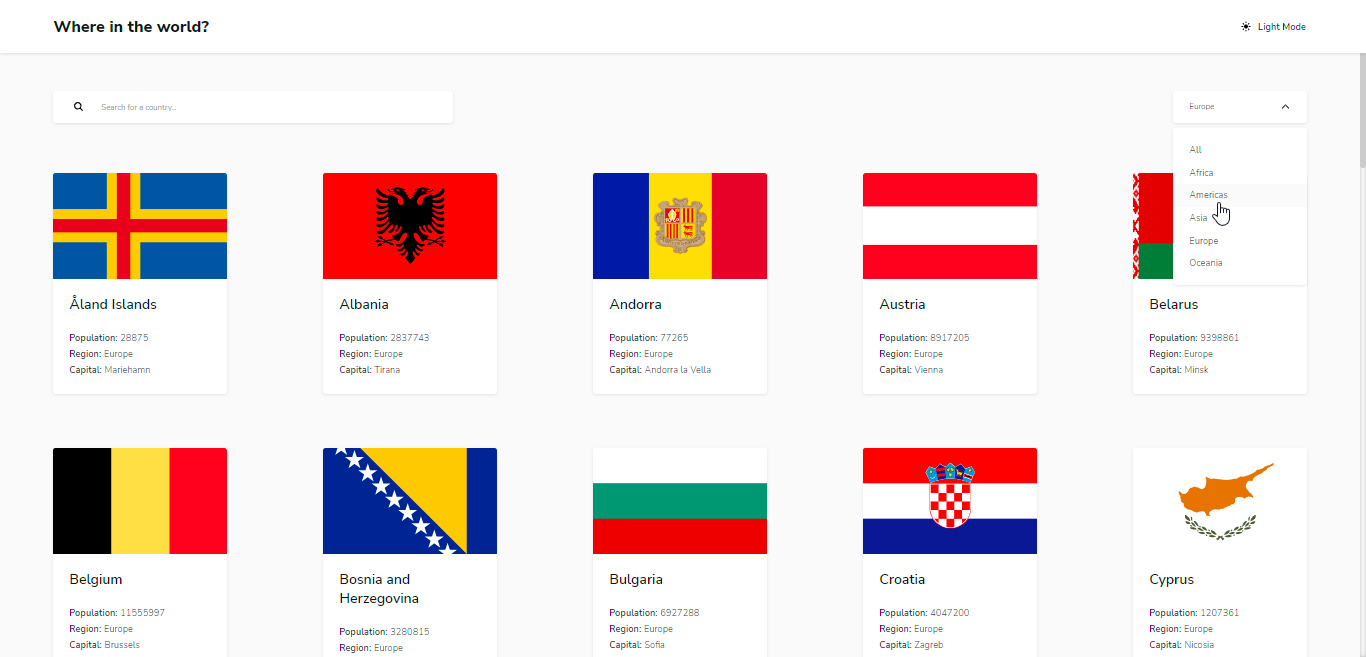 Where in the world?
Light Mode
Search for a country..
Europe
All
Africa
Americas
Asia
Europe
Oceania
Åland Islands
Population: 28875
Region: Europe
Capital: Mariehamn
Albania
Population: 2837743
Region: Europe
Capital: Tirana
Andorra
Population: 77265
Region: Europe
Capital: Andorra la Vella
Austria
Population: 8917205
Region: Europe
Capital: Vienna
Belarus
Population: 9398861
Region: Europe
Capital: Minsk
Belgium
Population: 11555997
Region: Europe
Capital: Brussels
Bosnia and
Herzegovina
Population: 3280815
Region: Europe
Bulgaria
Population: 6927288
Region: Europe
Capital: Sofia
Croatia
Population: 4047200
Region: Europe
Capital: Zagreb
Cyprus
Population: 1207361
Region: Europe
Capital: Nicosia